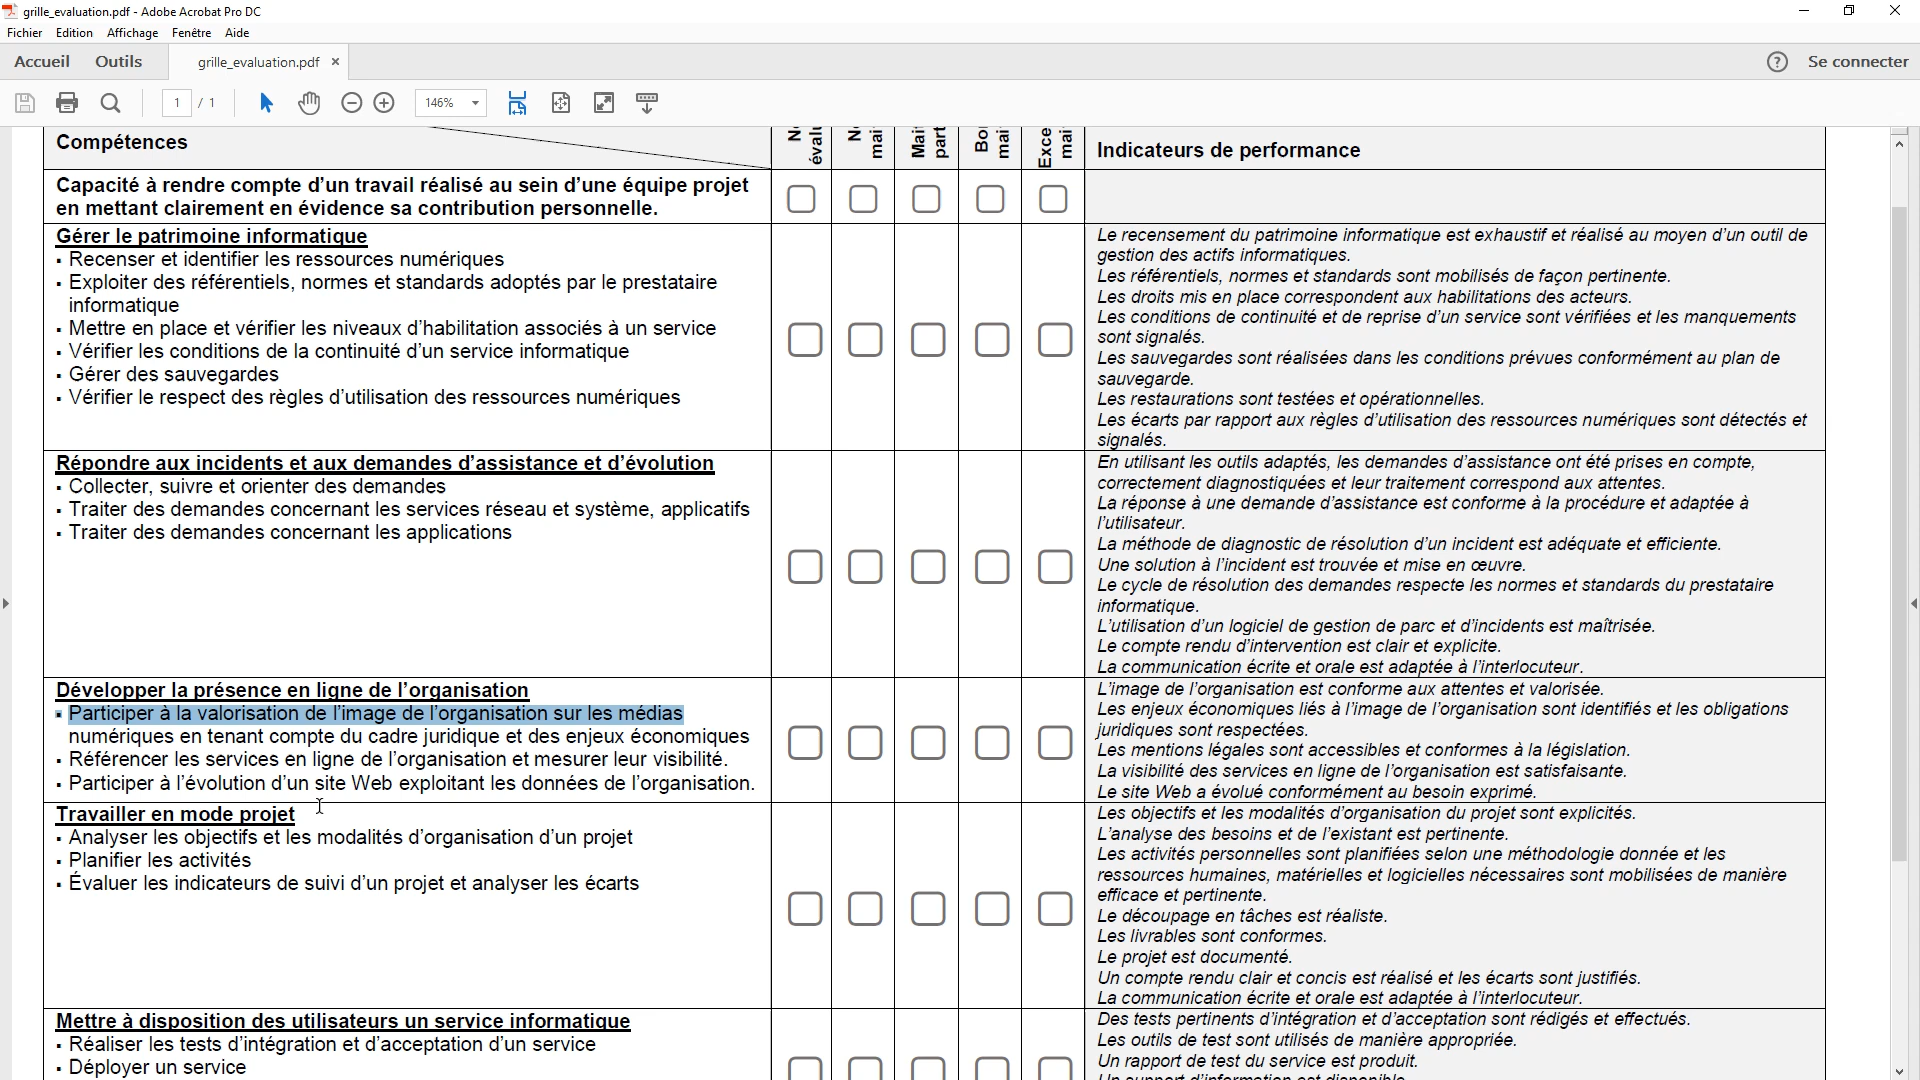 grille_evaluation.pdf - Adobe Acrobat Pro DC
Fichier Edition Affichage Fenêtre Aide
Accueil Outils grille_evaluation.pdf × ? Se connecter
1 / 1 146%
Compétences
Indicateurs de performance
Capacité à rendre compte d’un travail réalisé au sein d’une équipe projet
en mettant clairement en évidence sa contribution personnelle.
Gérer le patrimoine informatique
▪ Recenser et identifier les ressources numériques
▪ Exploiter des référentiels, normes et standards adoptés par le prestataire
informatique
▪ Mettre en place et vérifier les niveaux d’habilitation associés à un service
▪ Vérifier les conditions de la continuité d’un service informatique
▪ Gérer des sauvegardes
▪ Vérifier le respect des règles d’utilisation des ressources numériques
Le recensement du patrimoine informatique est exhaustif et réalisé au moyen d’un outil de
gestion des actifs informatiques.
Les référentiels, normes et standards sont mobilisés de façon pertinente.
Les droits mis en place correspondent aux habilitations des acteurs.
Les conditions de continuité et de reprise d’un service sont vérifiées et les manquements
sont signalés.
Les sauvegardes sont réalisées dans les conditions prévues conformément au plan de
sauvegarde.
Les restaurations sont testées et opérationnelles.
Les écarts par rapport aux règles d’utilisation des ressources numériques sont détectés et
signalés.
Répondre aux incidents et aux demandes d’assistance et d’évolution
▪ Collecter, suivre et orienter des demandes
▪ Traiter des demandes concernant les services réseau et système, applicatifs
▪ Traiter des demandes concernant les applications
En utilisant les outils adaptés, les demandes d’assistance ont été prises en compte,
correctement diagnostiquées et leur traitement correspond aux attentes.
La réponse à une demande d’assistance est conforme à la procédure et adaptée à
l’utilisateur.
La méthode de diagnostic de résolution d’un incident est adéquate et efficiente.
Une solution à l’incident est trouvée et mise en œuvre.
Le cycle de résolution des demandes respecte les normes et standards du prestataire
informatique.
L’utilisation d’un logiciel de gestion de parc et d’incidents est maîtrisée.
Le compte rendu d’intervention est clair et explicite.
La communication écrite et orale est adaptée à l’interlocuteur.
Développer la présence en ligne de l’organisation
▪ Participer à la valorisation de l’image de l’organisation sur les médias
numériques en tenant compte du cadre juridique et des enjeux économiques
▪ Référencer les services en ligne de l’organisation et mesurer leur visibilité.
▪ Participer à l’évolution d’un site Web exploitant les données de l’organisation.
L’image de l’organisation est conforme aux attentes et valorisée.
Les enjeux économiques liés à l’image de l’organisation sont identifiés et les obligations
juridiques sont respectées.
Les mentions légales sont accessibles et conformes à la législation.
La visibilité des services en ligne de l’organisation est satisfaisante.
Le site Web a évolué conformément au besoin exprimé.
Travailler en mode projet
▪ Analyser les objectifs et les modalités d’organisation d’un projet
▪ Planifier les activités
▪ Évaluer les indicateurs de suivi d’un projet et analyser les écarts
Les objectifs et les modalités d’organisation du projet sont explicités.
L’analyse des besoins et de l’existant est pertinente.
Les activités personnelles sont planifiées selon une méthodologie donnée et les
ressources humaines, matérielles et logicielles nécessaires sont mobilisées de manière
efficace et pertinente.
Le découpage en tâches est réaliste.
Les livrables sont conformes.
Le projet est documenté.
Un compte rendu clair et concis est réalisé et les écarts sont justifiés.
La communication écrite et orale est adaptée à l’interlocuteur.
Mettre à disposition des utilisateurs un service informatique
▪ Réaliser les tests d’intégration et d’acceptation d’un service
▪ Déployer un service
Des tests pertinents d’intégration et d’acceptation sont rédigés et effectués.
Les outils de test sont utilisés de manière appropriée.
Un rapport de test du service est produit.